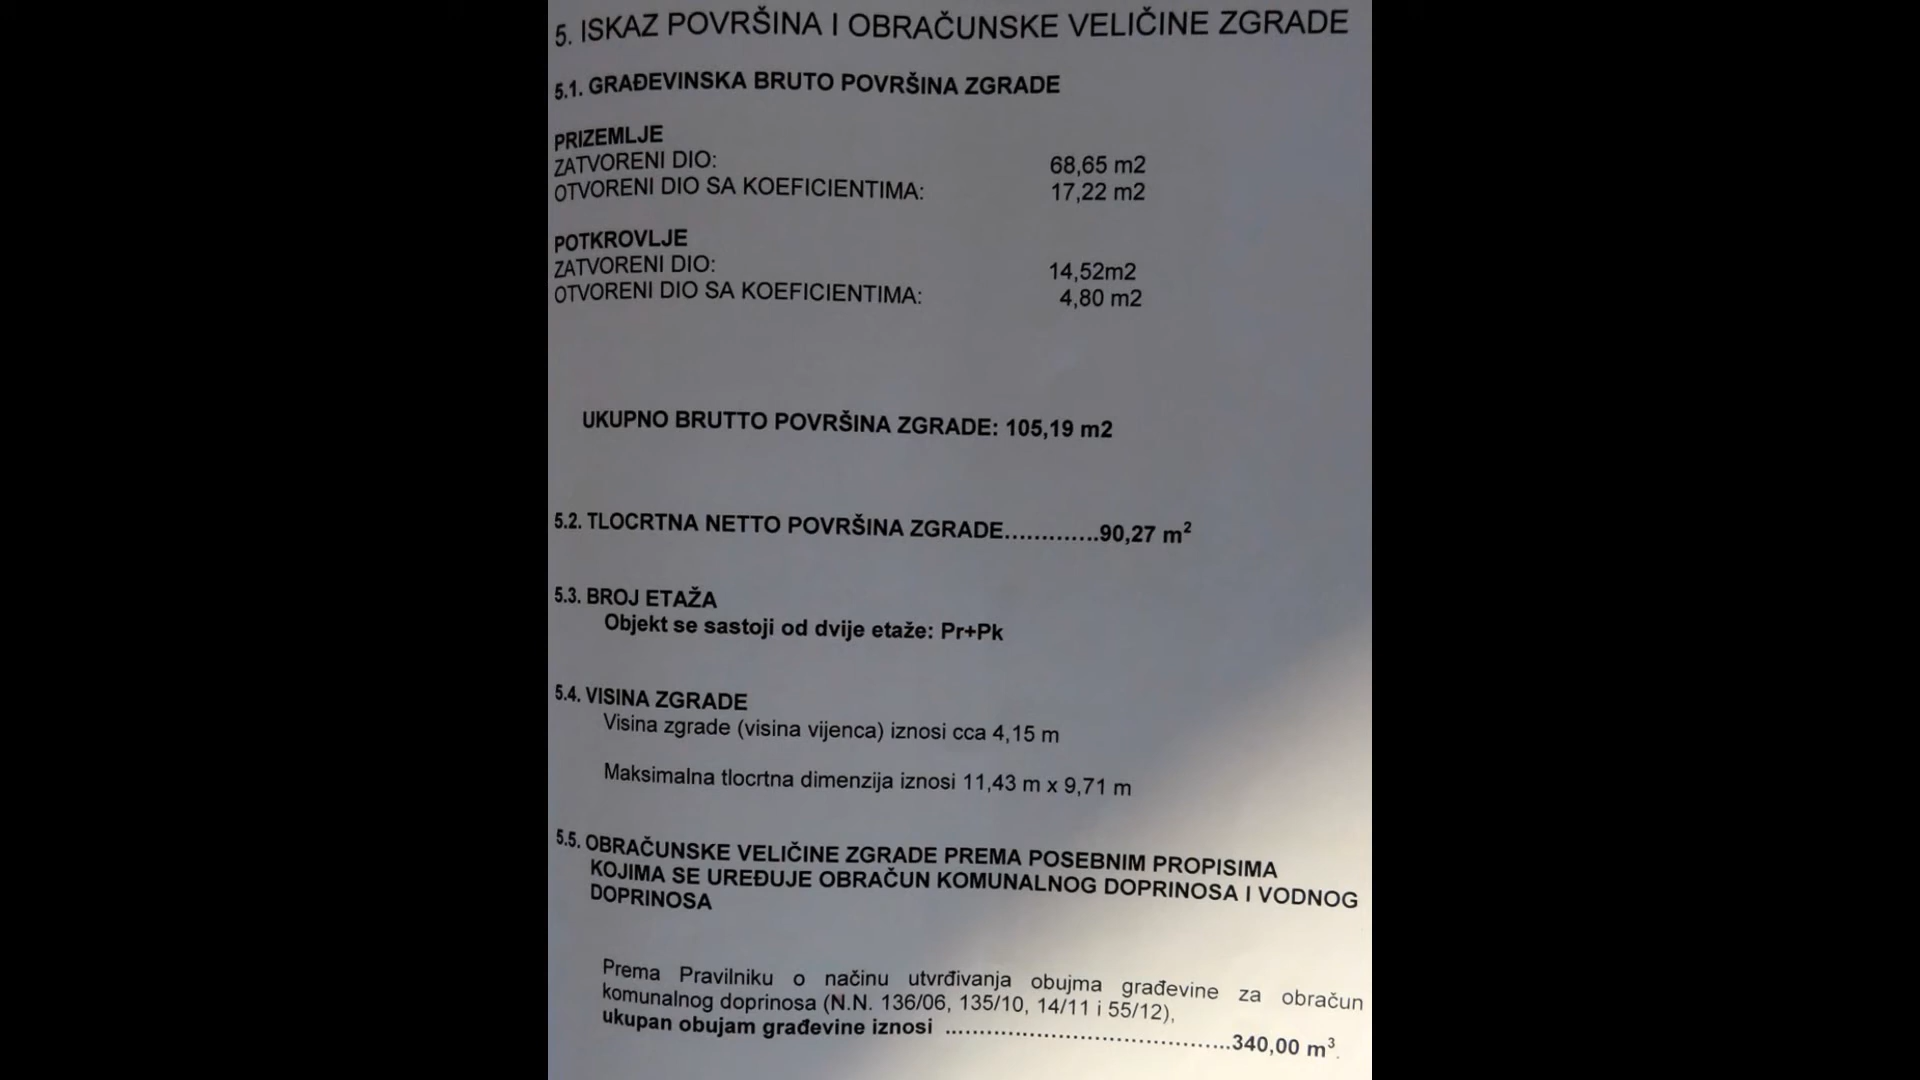 5. ISKAZ POVRŠINA I OBRAČUNSKE VELIČINE ZGRADE
5.1. GRAĐEVINSKA BRUTO POVRŠINA ZGRADE
PRIZEMLJE
ZATVORENI DIO: 68,65 m2
OTVORENI DIO SA KOEFICIENTIMA: 17,22 m2
POTKROVLJE
ZATVORENI DIO: 14,52m2
OTVORENI DIO SA KOEFICIENTIMA: 4,80 m2
UKUPNO BRUTTO POVRŠINA ZGRADE: 105,19 m2
5.2. TLOCRTNA NETTO POVRŠINA ZGRADE.............90,27 m²
5.3. BROJ ETAŽA
Objekt se sastoji od dvije etaže: Pr+Pk
5.4. VISINA ZGRADE
Visina zgrade (visina vijenca) iznosi cca 4,15 m
Maksimalna tlocrtna dimenzija iznosi 11,43 m x 9,71 m
5.5. OBRAČUNSKE VELIČINE ZGRADE PREMA POSEBNIM PROPISIMA
KOJIMA SE UREĐUJE OBRAČUN KOMUNALNOG DOPRINOSA I VODNOG
DOPRINOSA
Prema Pravilniku o načinu utvrđivanja obujma građevine za obračun
komunalnog doprinosa (N.N. 136/06, 135/10, 14/11 i 55/12),
ukupan obujam građevine iznosi ..........................................340,00 m³.